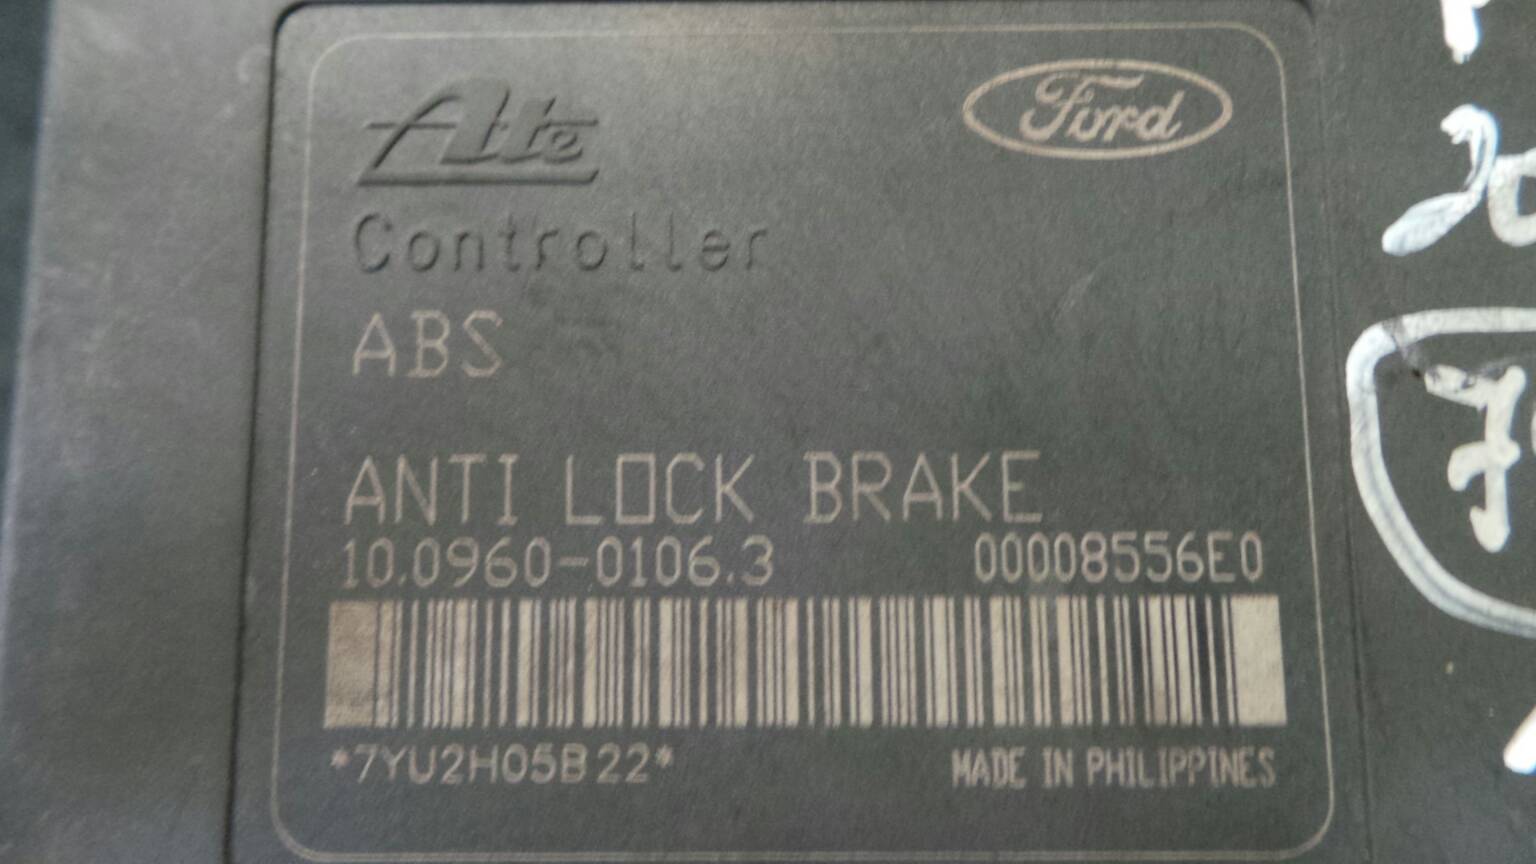 Ate
Ford
Controller
ABS
ANTI LOCK BRAKE
10.0960-0106.3 00008556E0
*7YU2H05B22*
MADE IN PHILIPPINES